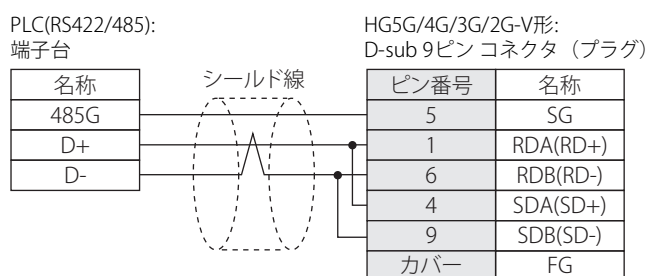 PLC(RS422/485):
端子台
名称
485G
D+
D-
シールド線
HG5G/4G/3G/2G-V形:
D-sub 9ピン コネクタ（プラグ）
ピン番号 名称
5 SG
1 RDA(RD+)
6 RDB(RD-)
4 SDA(SD+)
9 SDB(SD-)
カバー FG